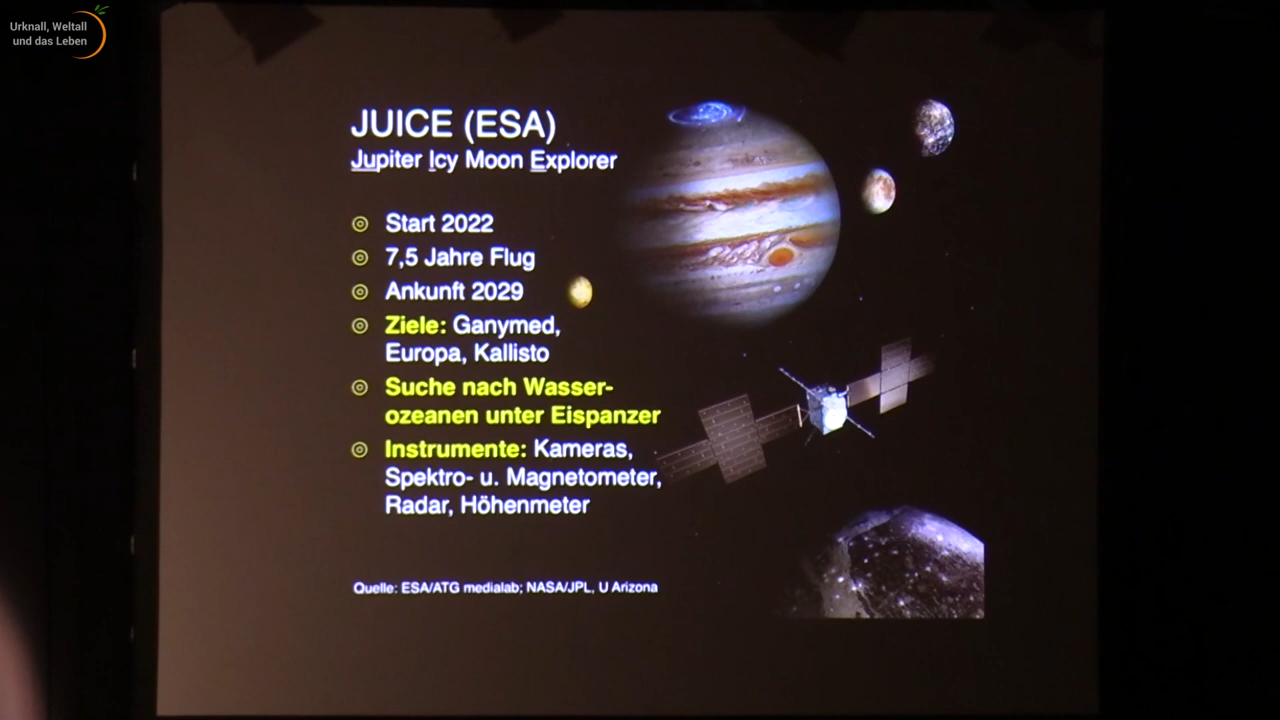 Urknall, Weltall
und das Leben
JUICE (ESA)
Jupiter Icy Moon Explorer
Start 2022
7,5 Jahre Flug
Ankunft 2029
Ziele: Ganymed,
Europa, Kallisto
Suche nach Wasser-
ozeanen unter Eispanzer
Instrumente: Kameras,
Spektro- u. Magnetometer,
Radar, Höhenmeter
Quelle: ESA/ATG medialab; NASA/JPL, U Arizona